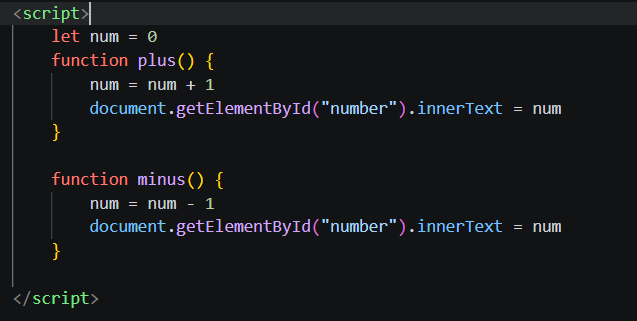 <script>
let num = 0
function plus() {
num = num + 1
document.getElementById("number").innerText = num
}
function minus() {
num = num - 1
document.getElementById("number").innerText = num
}
</script>